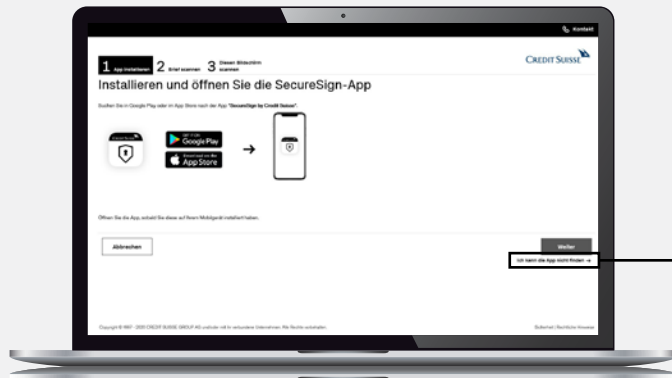 Kontakt
1 App installieren 2 Brief scannen 3 Diesen Bildschirm scannen
CREDIT SUISSE
Installieren und öffnen Sie die SecureSign-App
Suchen Sie in Google Play oder im App Store nach der App "SecureSign by Credit Suisse".
GET IT ON
Google Play
Download on the
App Store
Öffnen Sie die App, sobald Sie diese auf Ihrem Mobilgerät installiert haben.
Abbrechen
Weiter
Ich kann die App nicht finden →
Copyright © 1997 - 2020 CREDIT SUISSE GROUP AG und/oder mit ihr verbundene Unternehmen. Alle Rechte vorbehalten.
Sicherheit | Rechtliche Hinweise